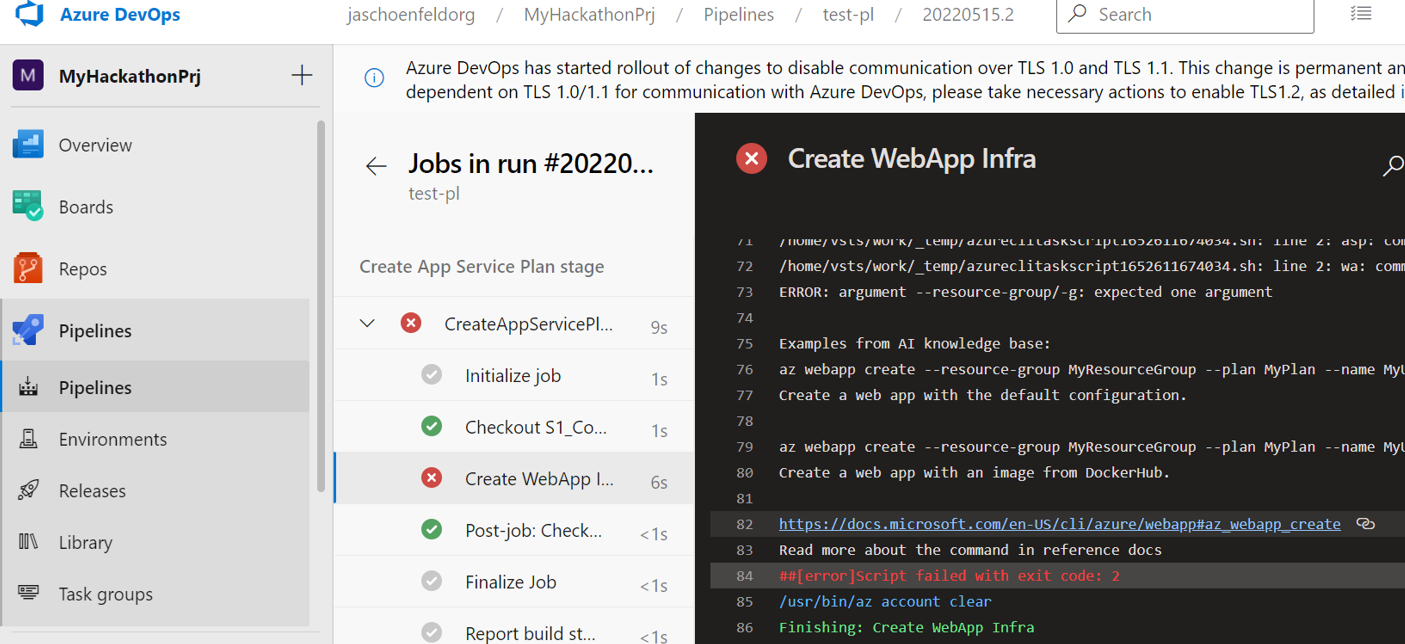 Azure DevOps
jaschoenfeldorg / MyHackathonPrj / Pipelines / test-pl / 20220515.2
Search
M MyHackathonPrj
Overview
Boards
Repos
Pipelines
Pipelines
Environments
Releases
Library
Task groups
Azure DevOps has started rollout of changes to disable communication over TLS 1.0 and TLS 1.1. This change is permanent an
dependent on TLS 1.0/1.1 for communication with Azure DevOps, please take necessary actions to enable TLS1.2, as detailed i
Jobs in run #20220...
test-pl
Create App Service Plan stage
CreateAppServicePl... 9s
Initialize job 1s
Checkout S1_Co... 1s
Create WebApp I... 6s
Post-job: Check... <1s
Finalize Job <1s
Report build st... <1s
Create WebApp Infra
71 /home/vsts/work/_temp/azureclitaskscript1652611674034.sh: line 2: asp: com
72 /home/vsts/work/_temp/azureclitaskscript1652611674034.sh: line 2: wa: comm
73 ERROR: argument --resource-group/-g: expected one argument
74
75 Examples from AI knowledge base:
76 az webapp create --resource-group MyResourceGroup --plan MyPlan --name MyU
77 Create a web app with the default configuration.
78
79 az webapp create --resource-group MyResourceGroup --plan MyPlan --name MyU
80 Create a web app with an image from DockerHub.
81
82 https://docs.microsoft.com/en-US/cli/azure/webapp#az_webapp_create
83 Read more about the command in reference docs
84 ##[error]Script failed with exit code: 2
85 /usr/bin/az account clear
86 Finishing: Create WebApp Infra